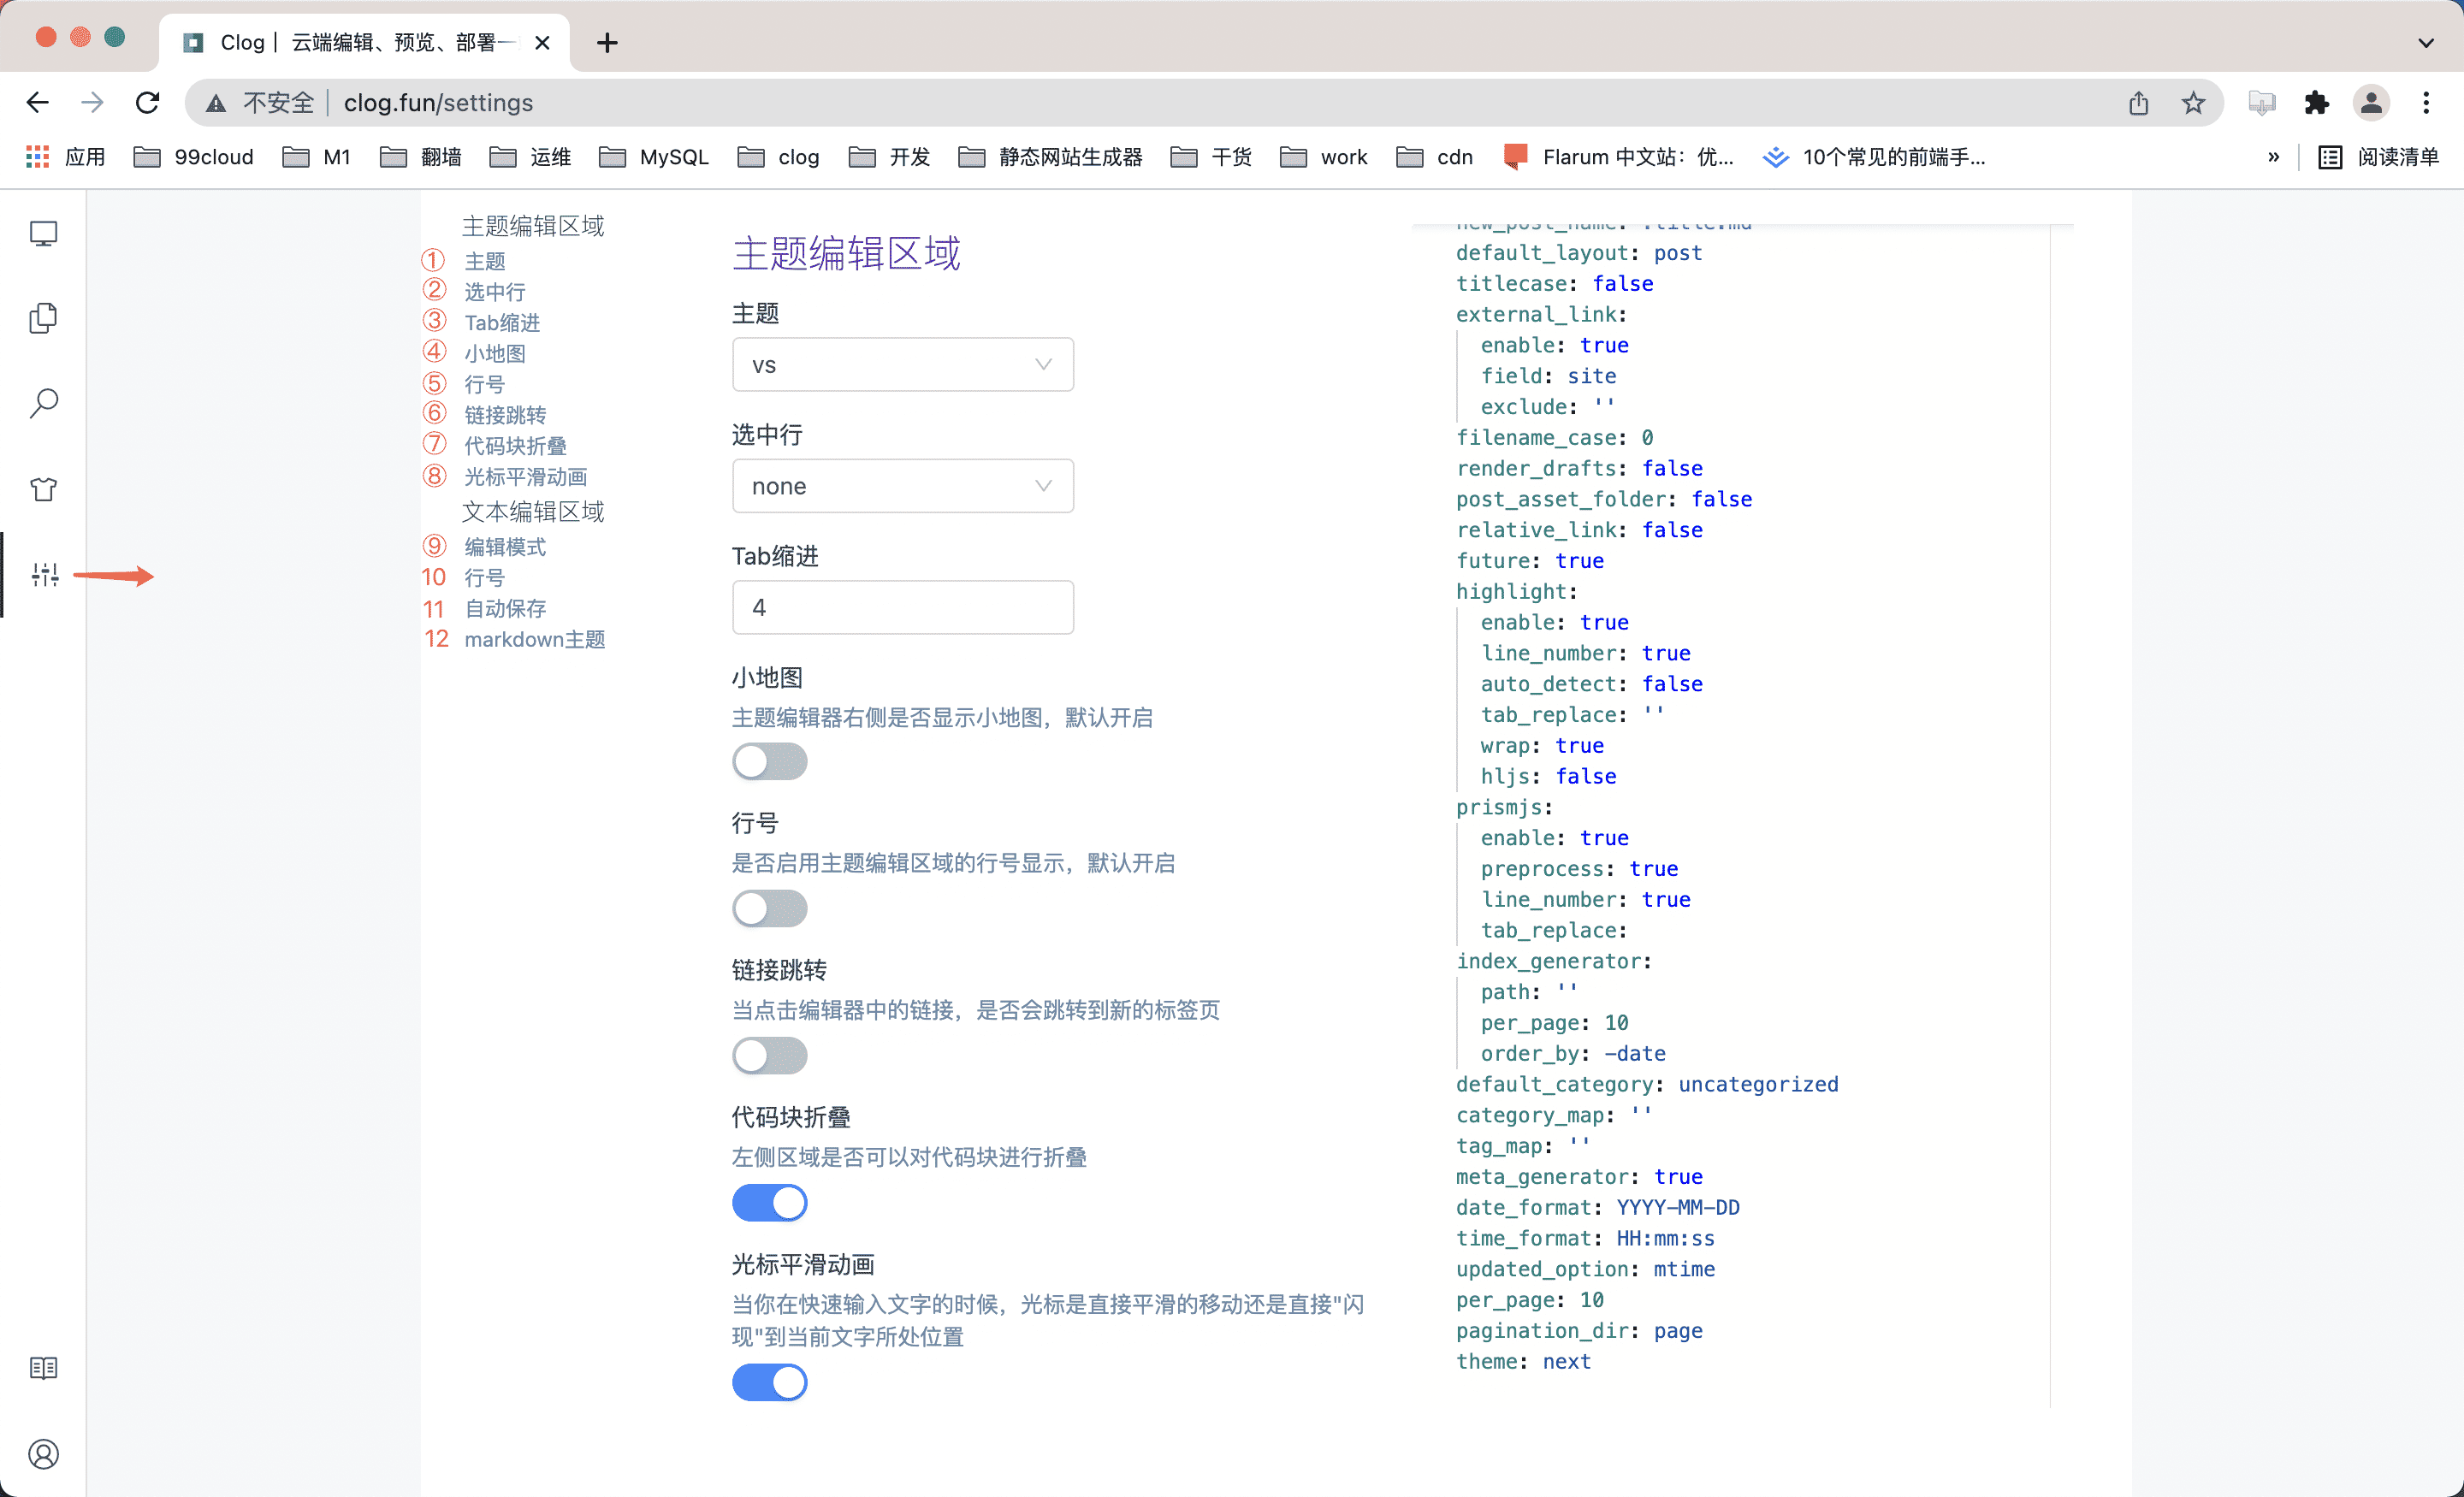 Clog | 云端编辑、预览、部署一
不安全 | clog.fun/settings
应用 99cloud M1 翻墙 运维 MySQL clog 开发 静态网站生成器 干货 work cdn Flarum 中文站：优... 10个常见的前端手... » 阅读清单
主题编辑区域
① 主题
② 选中行
③ Tab缩进
④ 小地图
⑤ 行号
⑥ 链接跳转
⑦ 代码块折叠
⑧ 光标平滑动画
文本编辑区域
⑨ 编辑模式
10 行号
11 自动保存
12 markdown主题
主题编辑区域
主题
vs
选中行
none
Tab缩进
4
小地图
主题编辑器右侧是否显示小地图，默认开启
行号
是否启用主题编辑区域的行号显示，默认开启
链接跳转
当点击编辑器中的链接，是否会跳转到新的标签页
代码块折叠
左侧区域是否可以对代码块进行折叠
光标平滑动画
当你在快速输入文字的时候，光标是直接平滑的移动还是直接"闪
现"到当前文字所处位置
new_post_name: :title.md
default_layout: post
titlecase: false
external_link:
enable: true
field: site
exclude: ''
filename_case: 0
render_drafts: false
post_asset_folder: false
relative_link: false
future: true
highlight:
enable: true
line_number: true
auto_detect: false
tab_replace: ''
wrap: true
hljs: false
prismjs:
enable: true
preprocess: true
line_number: true
tab_replace:
index_generator:
path: ''
per_page: 10
order_by: -date
default_category: uncategorized
category_map: ''
tag_map: ''
meta_generator: true
date_format: YYYY-MM-DD
time_format: HH:mm:ss
updated_option: mtime
per_page: 10
pagination_dir: page
theme: next